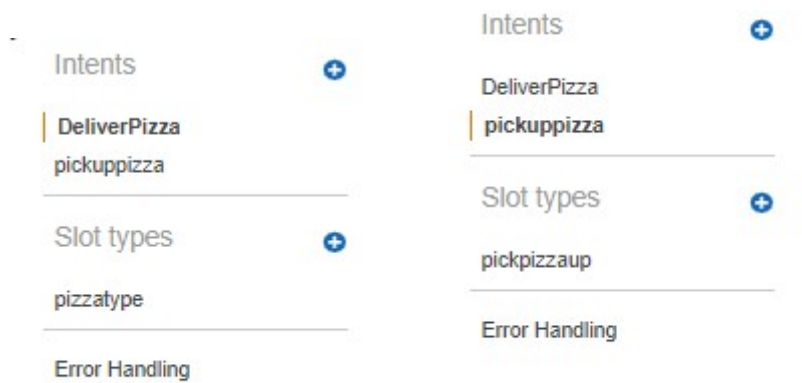 Intents
DeliverPizza
pickuppizza
Slot types
pizzatype
Error Handling
Intents
DeliverPizza
pickuppizza
Slot types
pickpizzaup
Error Handling